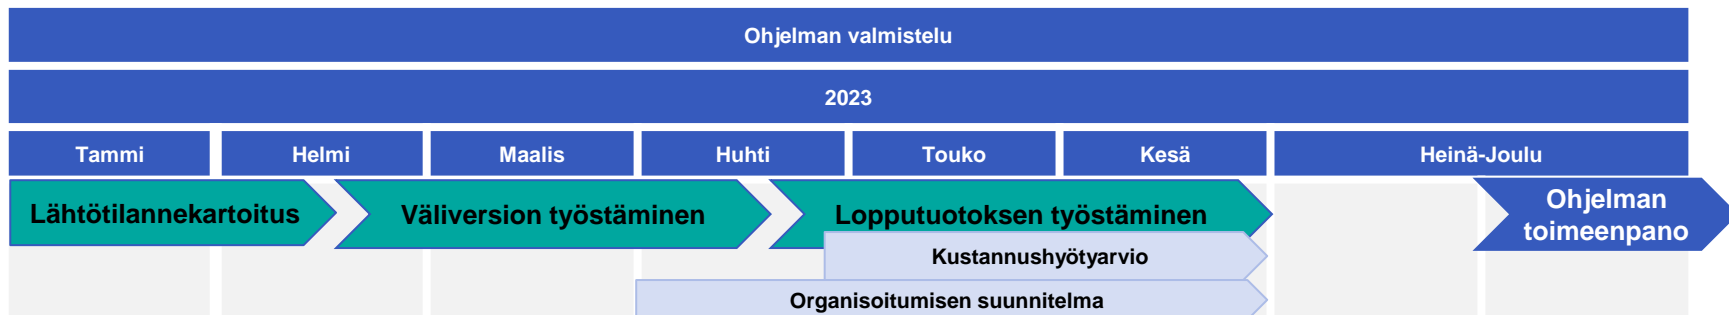 Ohjelman valmistelu
2023
Tammi
Helmi
Maalis
Huhti
Touko
Kesä
Heinä-Joulu
Lähtötilannekartoitus
Väliversion työstäminen
Lopputuotoksen työstäminen
Ohjelman
toimeenpano
Kustannushyötyarvio
Organisoitumisen suunnitelma